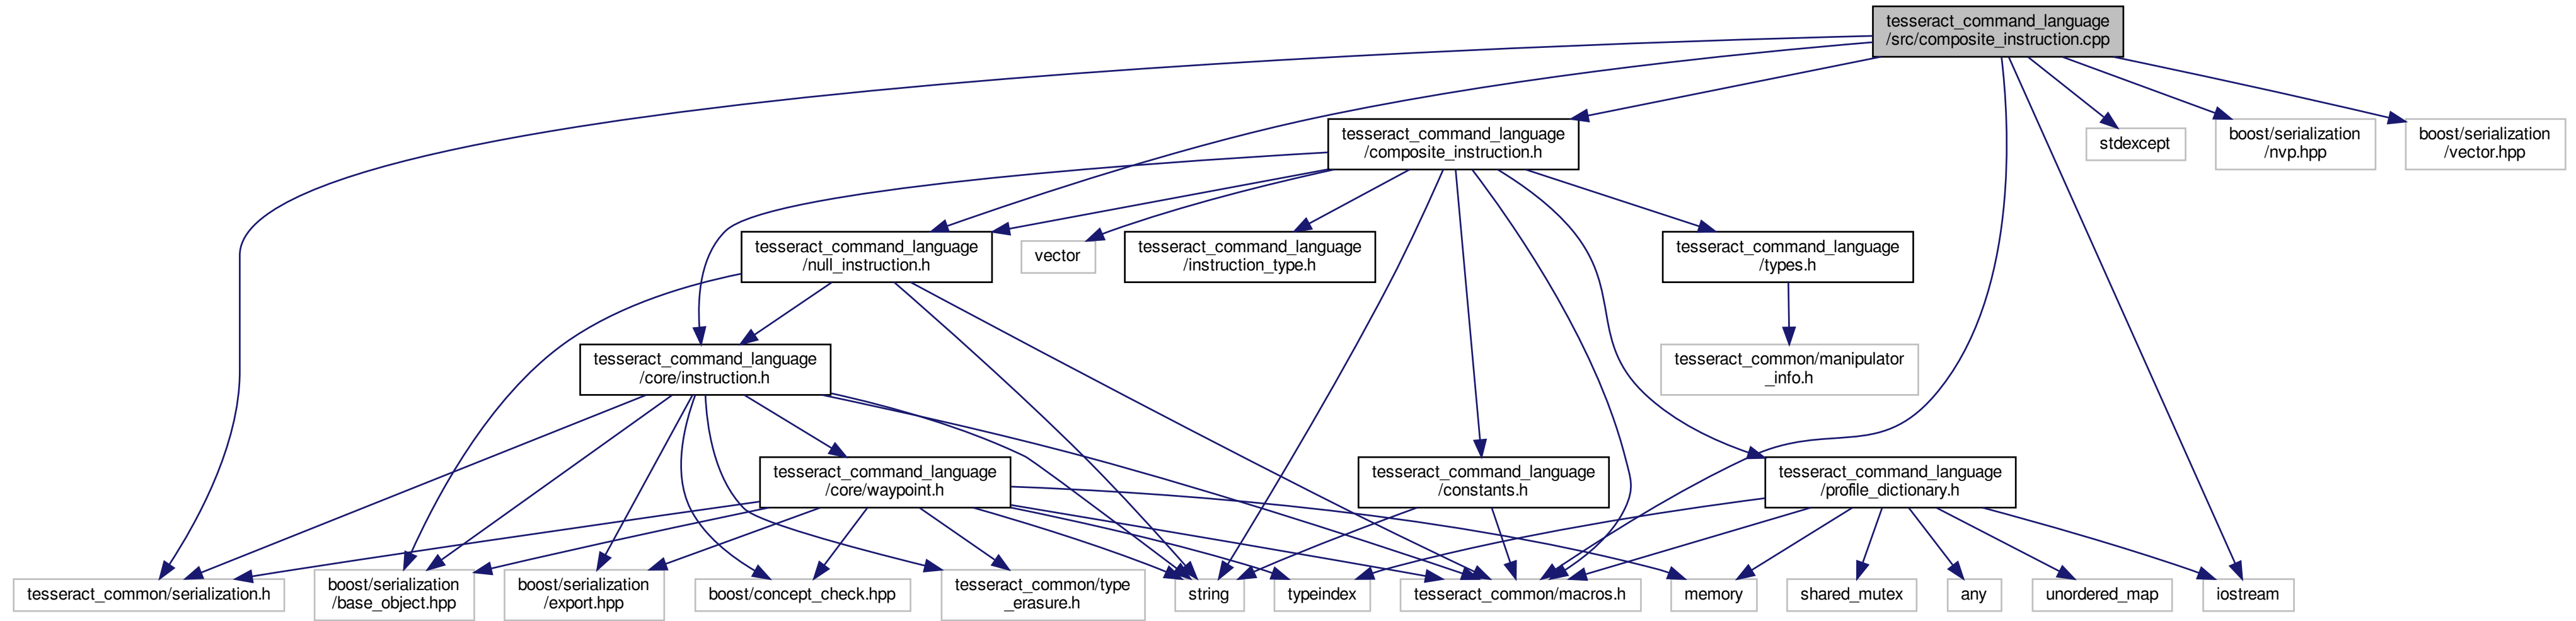 tesseract_command_language
/src/composite_instruction.cpp
tesseract_command_language
/composite_instruction.h
stdexcept
boost/serialization
/nvp.hpp
boost/serialization
/vector.hpp
tesseract_command_language
/null_instruction.h
vector
tesseract_command_language
/instruction_type.h
tesseract_command_language
/types.h
tesseract_command_language
/core/instruction.h
tesseract_common/manipulator
_info.h
tesseract_command_language
/core/waypoint.h
tesseract_command_language
/constants.h
tesseract_command_language
/profile_dictionary.h
tesseract_common/serialization.h
boost/serialization
/base_object.hpp
boost/serialization
/export.hpp
boost/concept_check.hpp
tesseract_common/type
_erasure.h
string
typeindex
tesseract_common/macros.h
memory
shared_mutex
any
unordered_map
iostream